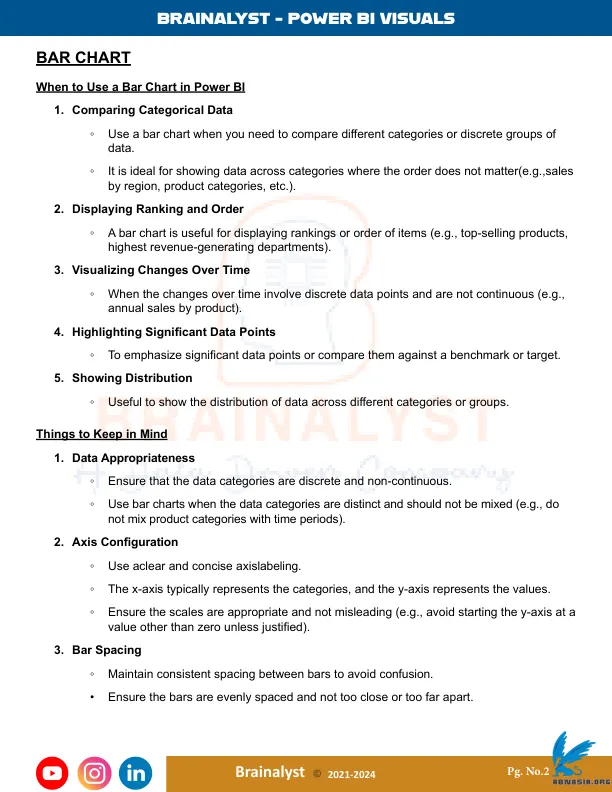 BRAINALYST - POWER BI VISUALS
BAR CHART
When to Use a Bar Chart in Power BI
1. Comparing Categorical Data
◦ Use a bar chart when you need to compare different categories or discrete groups of
data.
◦ It is ideal for showing data across categories where the order does not matter(e.g.,sales
by region, product categories, etc.).
2. Displaying Ranking and Order
◦ A bar chart is useful for displaying rankings or order of items (e.g., top-selling products,
highest revenue-generating departments).
3. Visualizing Changes Over Time
◦ When the changes over time involve discrete data points and are not continuous (e.g.,
annual sales by product).
4. Highlighting Significant Data Points
◦ To emphasize significant data points or compare them against a benchmark or target.
5. Showing Distribution
◦ Useful to show the distribution of data across different categories or groups.
BRAINALYST
Things to Keep in Mind
1. Data Appropriateness
A Data Driven Company
◦ Ensure that the data categories are discrete and non-continuous.
◦ Use bar charts when the data categories are distinct and should not be mixed (e.g., do
not mix product categories with time periods).
2. Axis Configuration
◦ Use aclear and concise axislabeling.
◦ The x-axis typically represents the categories, and the y-axis represents the values.
◦ Ensure the scales are appropriate and not misleading (e.g., avoid starting the y-axis at a
value other than zero unless justified).
3. Bar Spacing
◦ Maintain consistent spacing between bars to avoid confusion.
• Ensure the bars are evenly spaced and not too close or too far apart.
Brainalyst © 2021-2024
Pg. No.2
ABNASIA.ORG